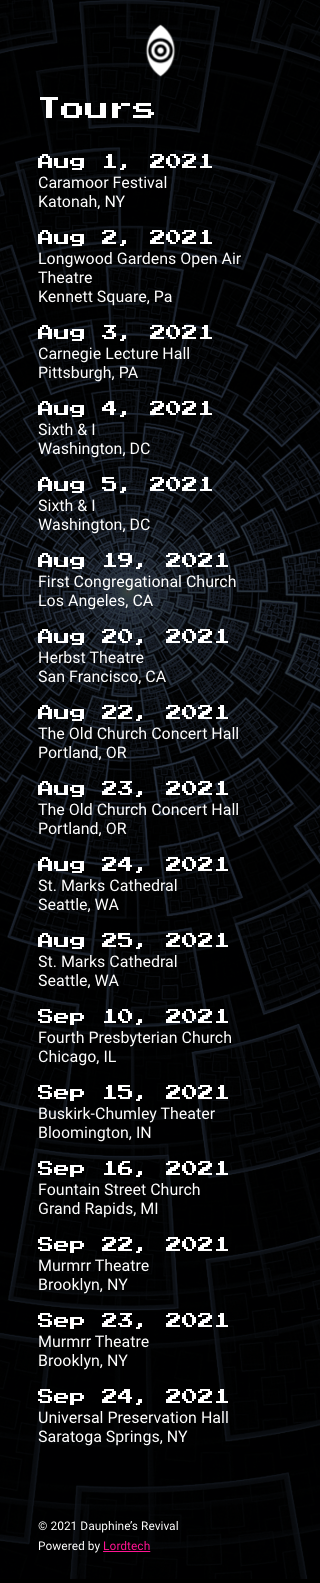 Tours
Aug 1, 2021
Caramoor Festival
Katonah, NY
Aug 2, 2021
Longwood Gardens Open Air
Theatre
Kennett Square, Pa
Aug 3, 2021
Carnegie Lecture Hall
Pittsburgh, PA
Aug 4, 2021
Sixth & I
Washington, DC
Aug 5, 2021
Sixth & I
Washington, DC
Aug 19, 2021
First Congregational Church
Los Angeles, CA
Aug 20, 2021
Herbst Theatre
San Francisco, CA
Aug 22, 2021
The Old Church Concert Hall
Portland, OR
Aug 23, 2021
The Old Church Concert Hall
Portland, OR
Aug 24, 2021
St. Marks Cathedral
Seattle, WA
Aug 25, 2021
St. Marks Cathedral
Seattle, WA
Sep 10, 2021
Fourth Presbyterian Church
Chicago, IL
Sep 15, 2021
Buskirk-Chumley Theater
Bloomington, IN
Sep 16, 2021
Fountain Street Church
Grand Rapids, MI
Sep 22, 2021
Murmrr Theatre
Brooklyn, NY
Sep 23, 2021
Murmrr Theatre
Brooklyn, NY
Sep 24, 2021
Universal Preservation Hall
Saratoga Springs, NY
© 2021 Dauphine’s Revival
Powered by Lordtech